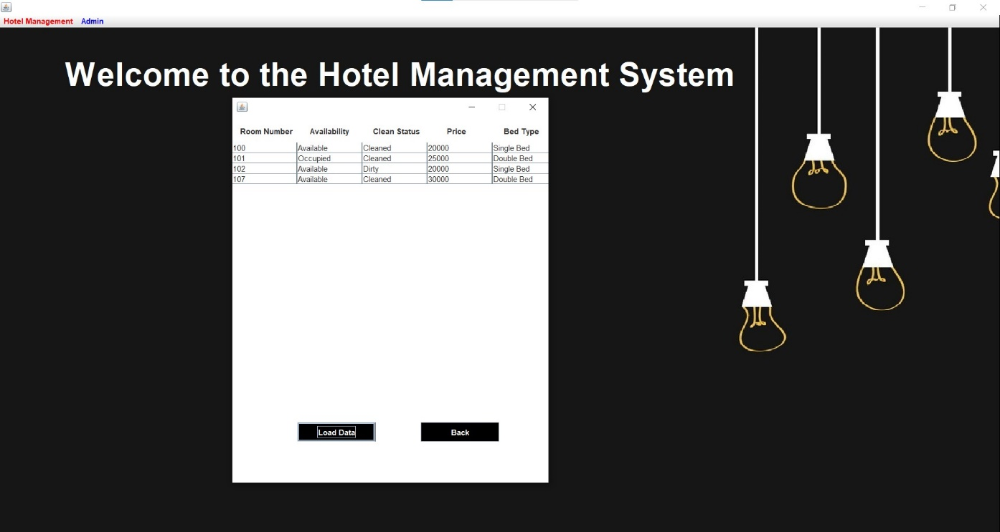 Hotel Management Admin
Welcome to the Hotel Management System
Room Number Availability Clean Status Price Bed Type
100 Available Cleaned 20000 Single Bed
101 Occupied Cleaned 25000 Double Bed
102 Available Dirty 20000 Single Bed
107 Available Cleaned 30000 Double Bed
Load Data Back